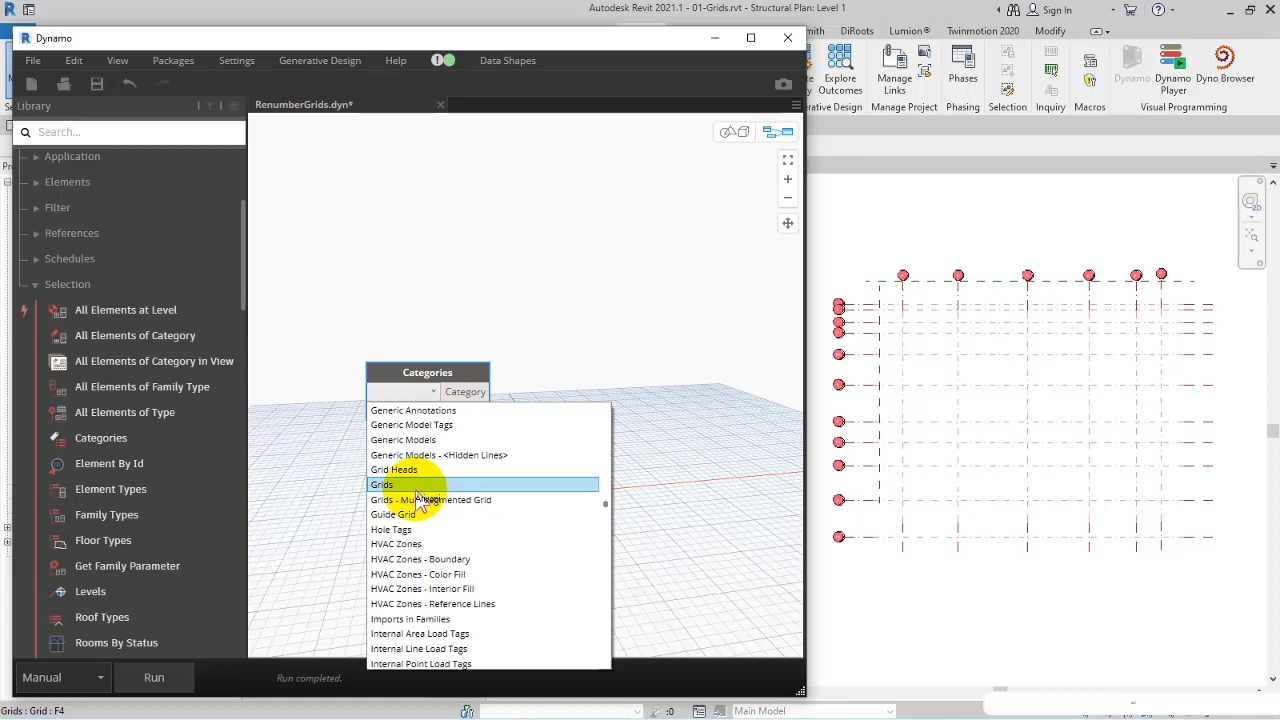 Autodesk Revit 2021.1 - 01-Grids.rvt - Structural Plan: Level 1
Sign In
Dynamo
mith
DiRoots
Lumion®
Twinmotion 2020
Modify
File
Edit
View
Packages
Settings
Generative Design
Help
Data Shapes
Explore Outcomes
Manage Links
Phases
Dynamo
Dynamo Player
Dyno Browser
erative Design
Manage Project
Phasing
Selection
Inquiry
Macros
Visual Programming
Library
RenumberGrids.dyn*
Search...
Application
Elements
Filter
References
Schedules
Selection
All Elements at Level
All Elements of Category
All Elements of Category in View
All Elements of Family Type
All Elements of Type
Categories
Element By Id
Element Types
Family Types
Floor Types
Get Family Parameter
Levels
Roof Types
Rooms By Status
Categories
Category
Generic Annotations
Generic Model Tags
Generic Models
Generic Models - <Hidden Lines>
Grid Heads
Grids
Grids - Multi-segmented Grid
Guide Grid
Hole Tags
HVAC Zones
HVAC Zones - Boundary
HVAC Zones - Color Fill
HVAC Zones - Interior Fill
HVAC Zones - Reference Lines
Imports in Families
Internal Area Load Tags
Internal Line Load Tags
Internal Point Load Tags
2D
Manual
Run
Run completed.
Grids : Grid : F4
:0
Main Model